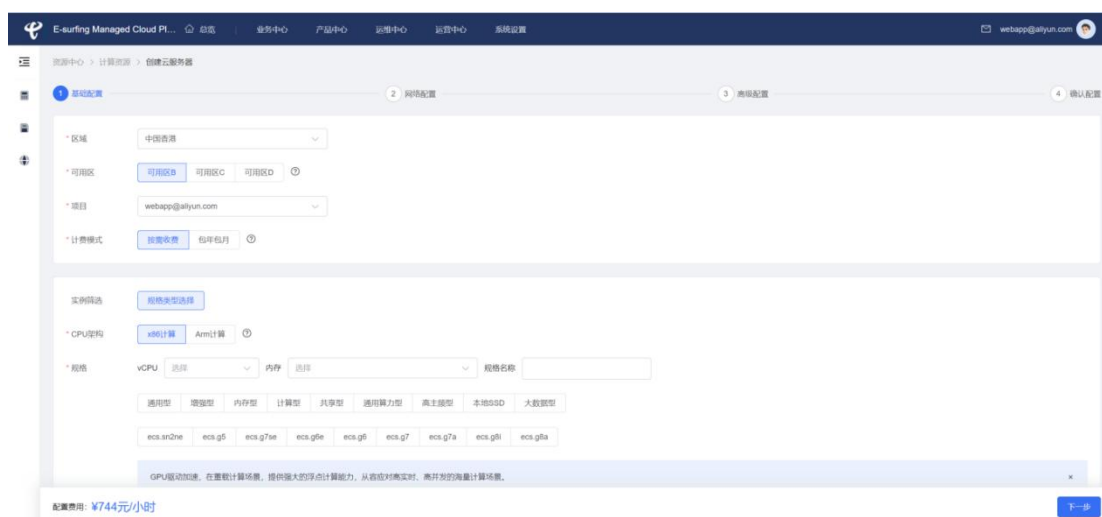 E-surfing Managed Cloud Pl... 总览 业务中心 产品中心 运维中心 运营中心 系统设置 webapp@aliyun.com
资源中心 > 计算资源 > 创建云服务器
1 基础配置 2 网络配置 3 高级配置 4 确认配置
* 区域 中国香港
* 可用区 可用区B 可用区C 可用区D
* 项目 webapp@aliyun.com
* 计费模式 按需收费 包年包月
实例筛选 规格类型选择
* CPU架构 x86计算 Arm计算
* 规格 vCPU 选择 内存 选择 规格名称
通用型 增强型 内存型 计算型 共享型 通用算力型 高主频型 本地SSD 大数据型
ecs.sn2ne ecs.g5 ecs.g7se ecs.g6e ecs.g6 ecs.g7 ecs.g7a ecs.g8i ecs.g8a
GPU驱动加速，在重载计算场景，提供强大的浮点计算能力，从容应对高实时、高并发的海量计算场景。
配置费用: ¥744元/小时 下一步